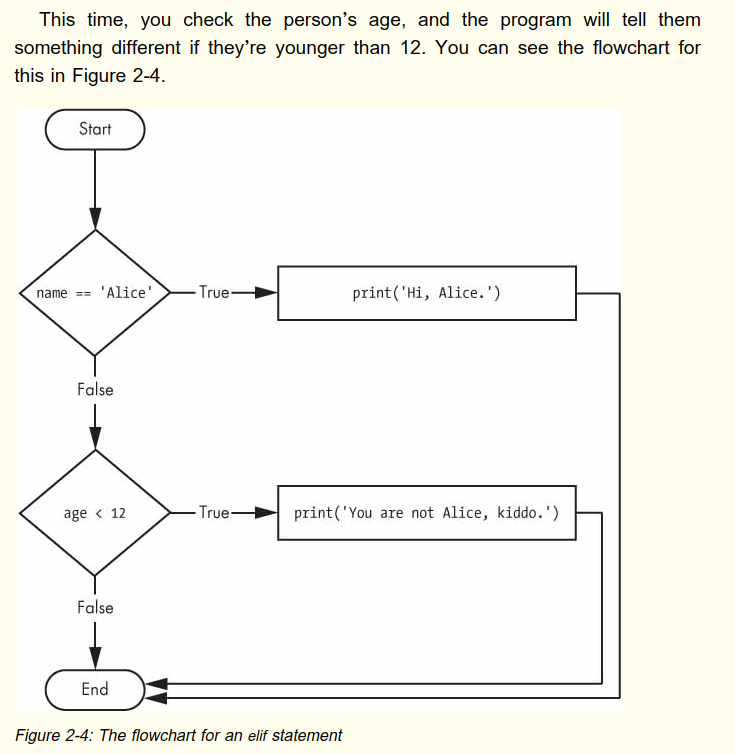 This time, you check the person’s age, and the program will tell them
something different if they’re younger than 12. You can see the flowchart for
this in Figure 2-4.
Start
name == 'Alice'
True
print('Hi, Alice.')
False
age < 12
True
print('You are not Alice, kiddo.')
False
End
Figure 2-4: The flowchart for an elif statement